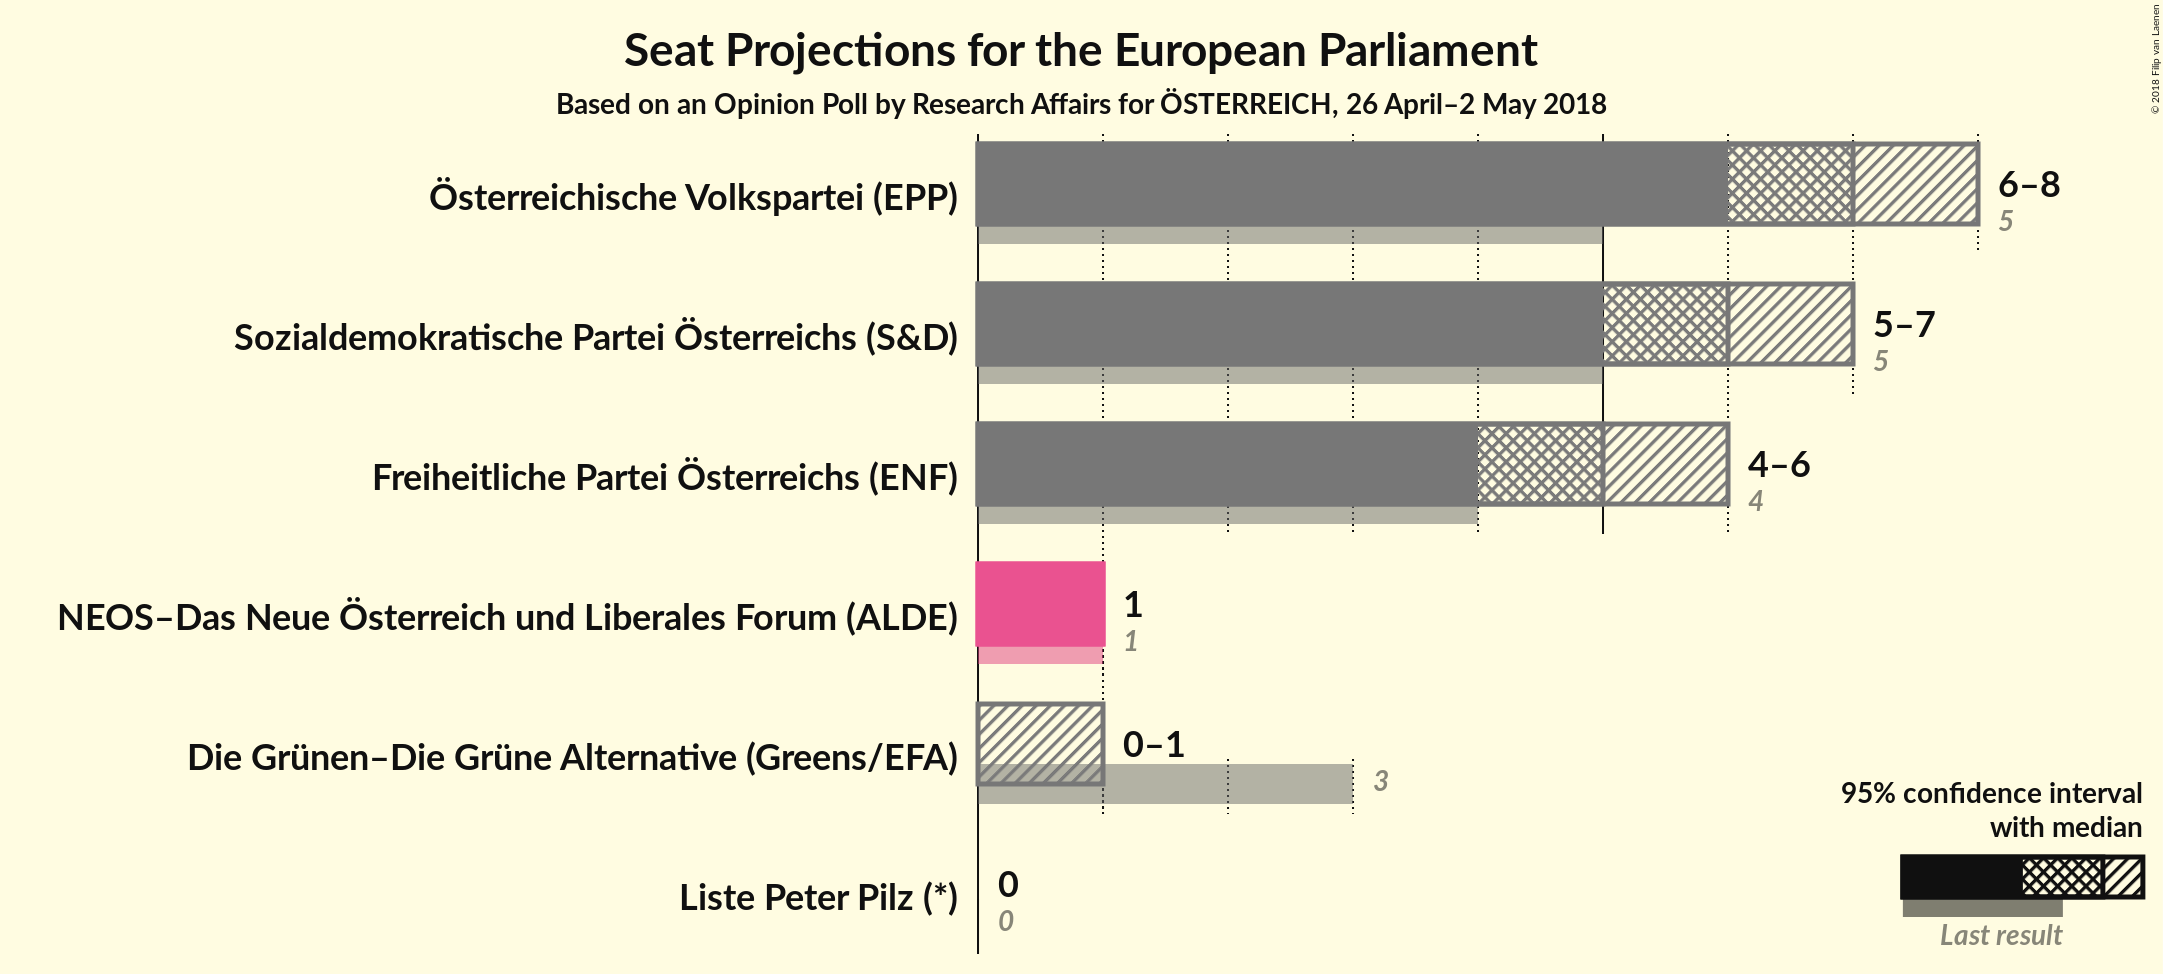 Seat Projections for the European Parliament
Based on an Opinion Poll by Research Affairs for ÖSTERREICH, 26 April–2 May 2018
© 2018 Filip van Laenen
Österreichische Volkspartei (EPP)
6–8
5
Sozialdemokratische Partei Österreichs (S&D)
5–7
5
Freiheitliche Partei Österreichs (ENF)
4–6
4
NEOS–Das Neue Österreich und Liberales Forum (ALDE)
1
1
Die Grünen–Die Grüne Alternative (Greens/EFA)
0–1
3
Liste Peter Pilz (*)
0
0
95% confidence interval
with median
Last result